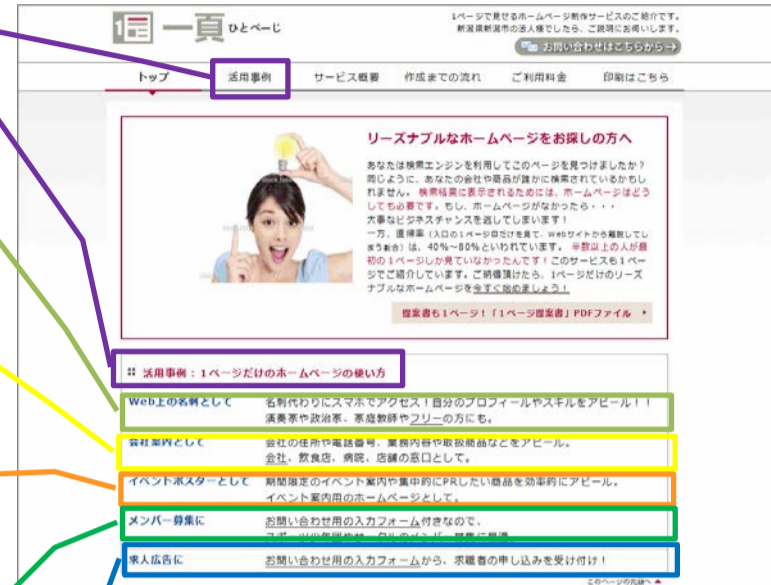 1頁 一頁 ひとぺーじ
1ページで見せるホームページ制作サービスのご紹介です。
新潟県新潟市の法人様でしたら、ご説明にお伺いします。
お問い合わせはこちらから→
トップ 活用事例 サービス概要 作成までの流れ ご利用料金 印刷はこちら
リーズナブルなホームページをお探しの方へ
あなたは検索エンジンを利用してこのページを見つけましたか？
同じように、あなたの会社や商品が誰かに検索されているかもし
れません。検索結果に表示されるためには、ホームページはどう
しても必要です。もし、ホームページがなかったら・・・
大事なビジネスチャンスを逃してしまいます！
一方、直帰率（入口の1ページ目だけを見て、Webサイトから離脱してし
まう割合）は、40%～80%といわれています。半数以上の人が最
初の1ページしか見ていなかったんです！このサービスも1ペー
ジでご紹介しています。ご納得頂けたら、1ページだけのリーズ
ナブルなホームページを今すぐ始めましょう！
提案書も1ページ！「1ページ提案書」PDFファイル
活用事例：1ページだけのホームページの使い方
Web上の名刺として 名刺代わりにスマホでアクセス！自分のプロフィールやスキルをアピール！！
演奏家や政治家、家庭教師やフリーの方にも。
会社案内として 会社の住所や電話番号、業務内容や取扱商品などをアピール。
会社、飲食店、病院、店舗の窓口として。
イベントポスターとして 期間限定のイベント案内や集中的にPRしたい商品を効率的にアピール。
イベント案内用のホームページとして。
メンバー募集に お問い合わせ用の入力フォーム付きなので、
スポーツ少年団やサークルのメンバー募集に最適。
求人広告に お問い合わせ用の入力フォームから、求職者の申し込みを受け付け！
このページの先頭へ ▲